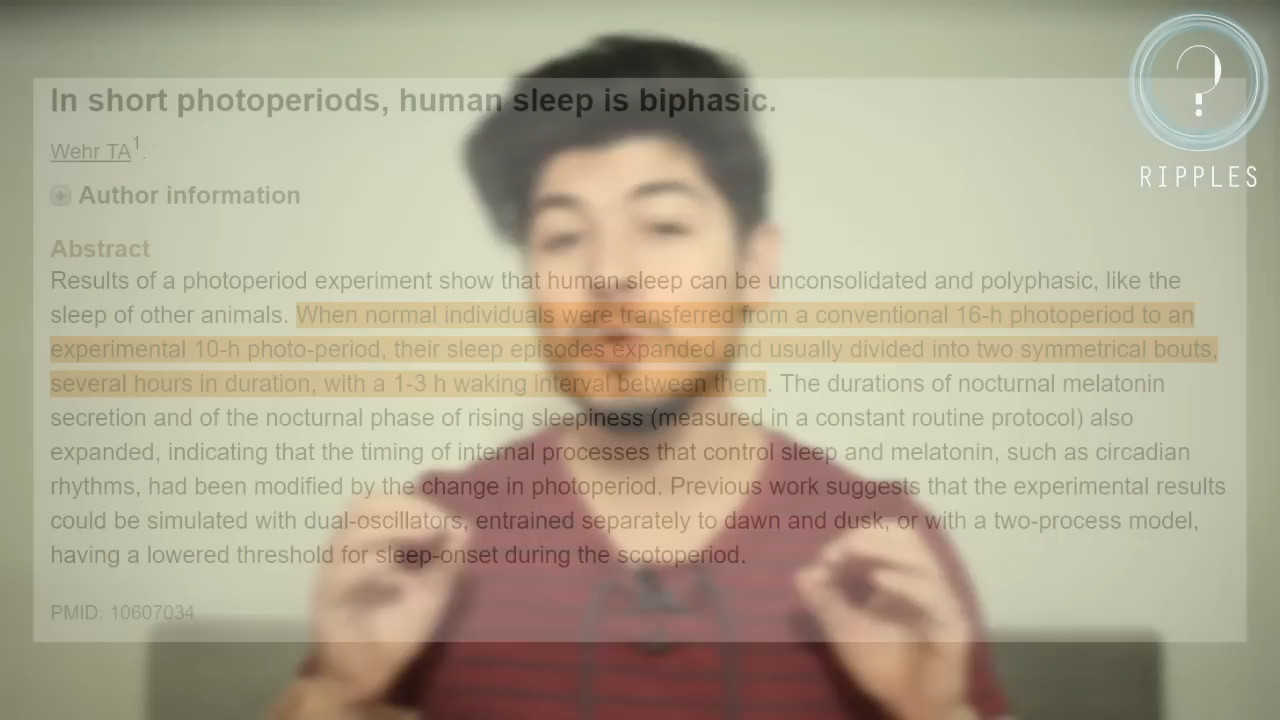 In short photoperiods, human sleep is biphasic.
Wehr TA1.
Author information
Abstract
Results of a photoperiod experiment show that human sleep can be unconsolidated and polyphasic, like the
sleep of other animals. When normal individuals were transferred from a conventional 16-h photoperiod to an
experimental 10-h photo-period, their sleep episodes expanded and usually divided into two symmetrical bouts,
several hours in duration, with a 1-3 h waking interval between them. The durations of nocturnal melatonin
secretion and of the nocturnal phase of rising sleepiness (measured in a constant routine protocol) also
expanded, indicating that the timing of internal processes that control sleep and melatonin, such as circadian
rhythms, had been modified by the change in photoperiod. Previous work suggests that the experimental results
could be simulated with dual-oscillators, entrained separately to dawn and dusk, or with a two-process model,
having a lowered threshold for sleep-onset during the scotoperiod.
PMID: 10607034
?
RIPPLES